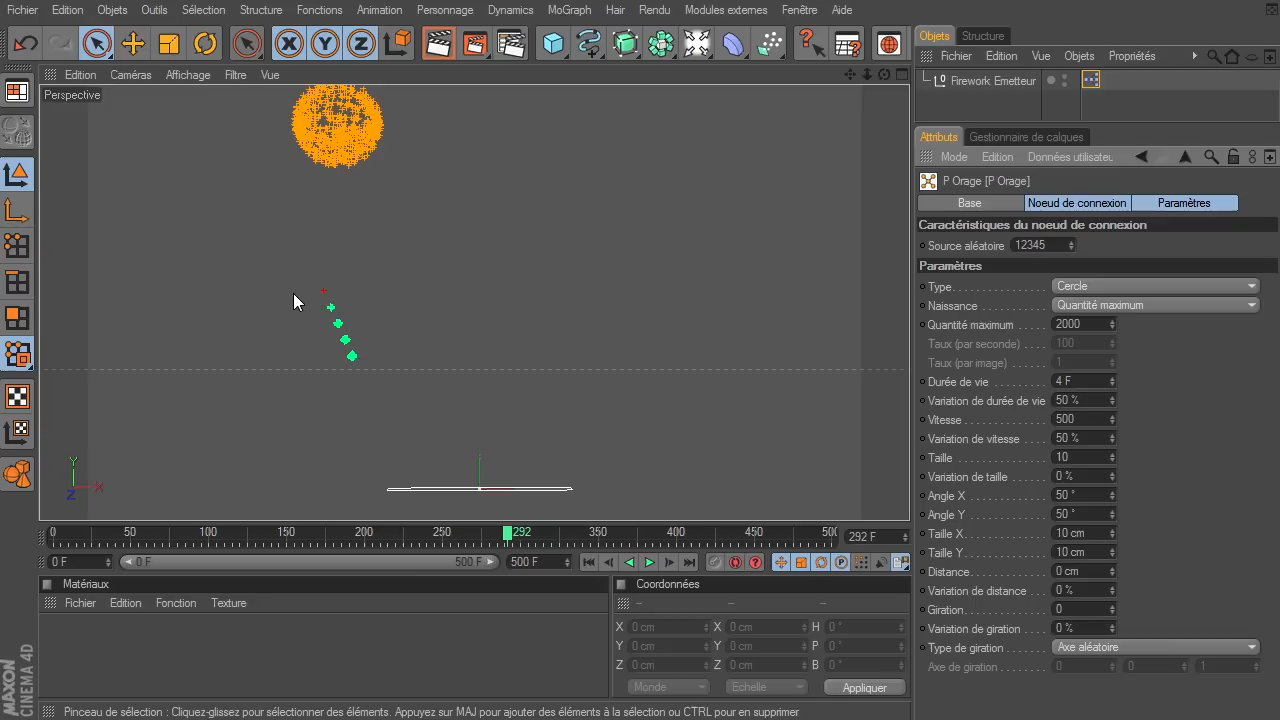 Fichier Edition Objets Outils Sélection Structure Fonctions Animation Personnage Dynamics MoGraph Hair Rendu Modules externes Fenêtre Aide
Edition Caméras Affichage Filtre Vue
Perspective
Y
X
Z
0 50 100 150 200 250 292 350 400 450 500
292 F
0 F
0 F
500 F
500 F
Matériaux
Fichier Edition Fonction Texture
Coordonnées
-- -- --
X 0 cm X 0 cm H 0 °
Y 0 cm Y 0 cm P 0 °
Z 0 cm Z 0 cm B 0 °
Monde Echelle Appliquer
MAXON
CINEMA 4D
Pinceau de sélection : Cliquez-glissez pour sélectionner des éléments. Appuyez sur MAJ pour ajouter des éléments à la sélection ou CTRL pour en supprimer
Objets Structure
Fichier Edition Vue Objets Propriétés
Firework Emetteur
Attributs Gestionnaire de calques
Mode Edition Données utilisateu
P Orage [P Orage]
Base Noeud de connexion Paramètres
Caractéristiques du noeud de connexion
Source aléatoire 12345
Paramètres
Type Cercle
Naissance Quantité maximum
Quantité maximum 2000
Taux (par seconde) 100
Taux (par image) 1
Durée de vie 4 F
Variation de durée de vie 50 %
Vitesse 500
Variation de vitesse 50 %
Taille 10
Variation de taille 0 %
Angle X 50 °
Angle Y 50 °
Taille X 10 cm
Taille Y 10 cm
Distance 0 cm
Variation de distance 0 %
Giration 0
Variation de giration 0 %
Type de giration Axe aléatoire
Axe de giration 0 0 1